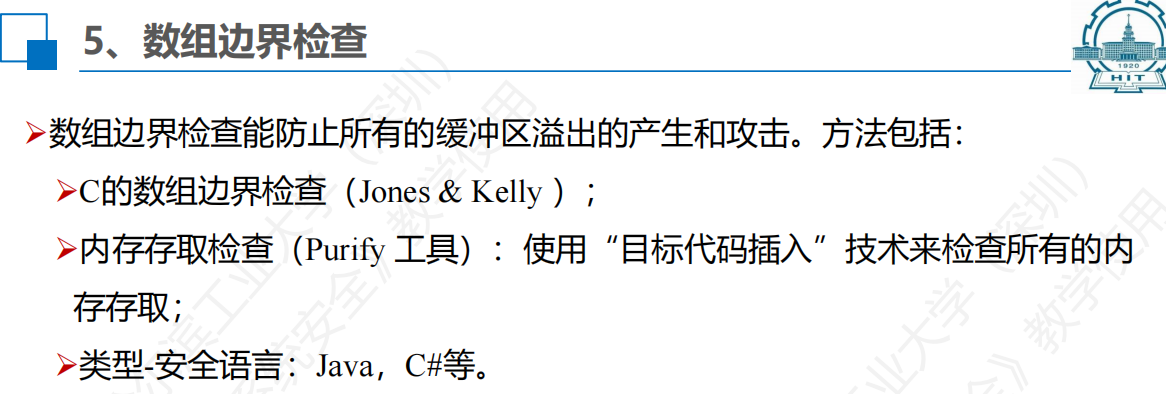 5、数组边界检查
1920
HIT
➢数组边界检查能防止所有的缓冲区溢出的产生和攻击。方法包括：
➢C的数组边界检查（Jones & Kelly ）；
➢内存存取检查（Purify 工具）：使用“目标代码插入”技术来检查所有的内
存存取；
➢类型-安全语言：Java，C#等。